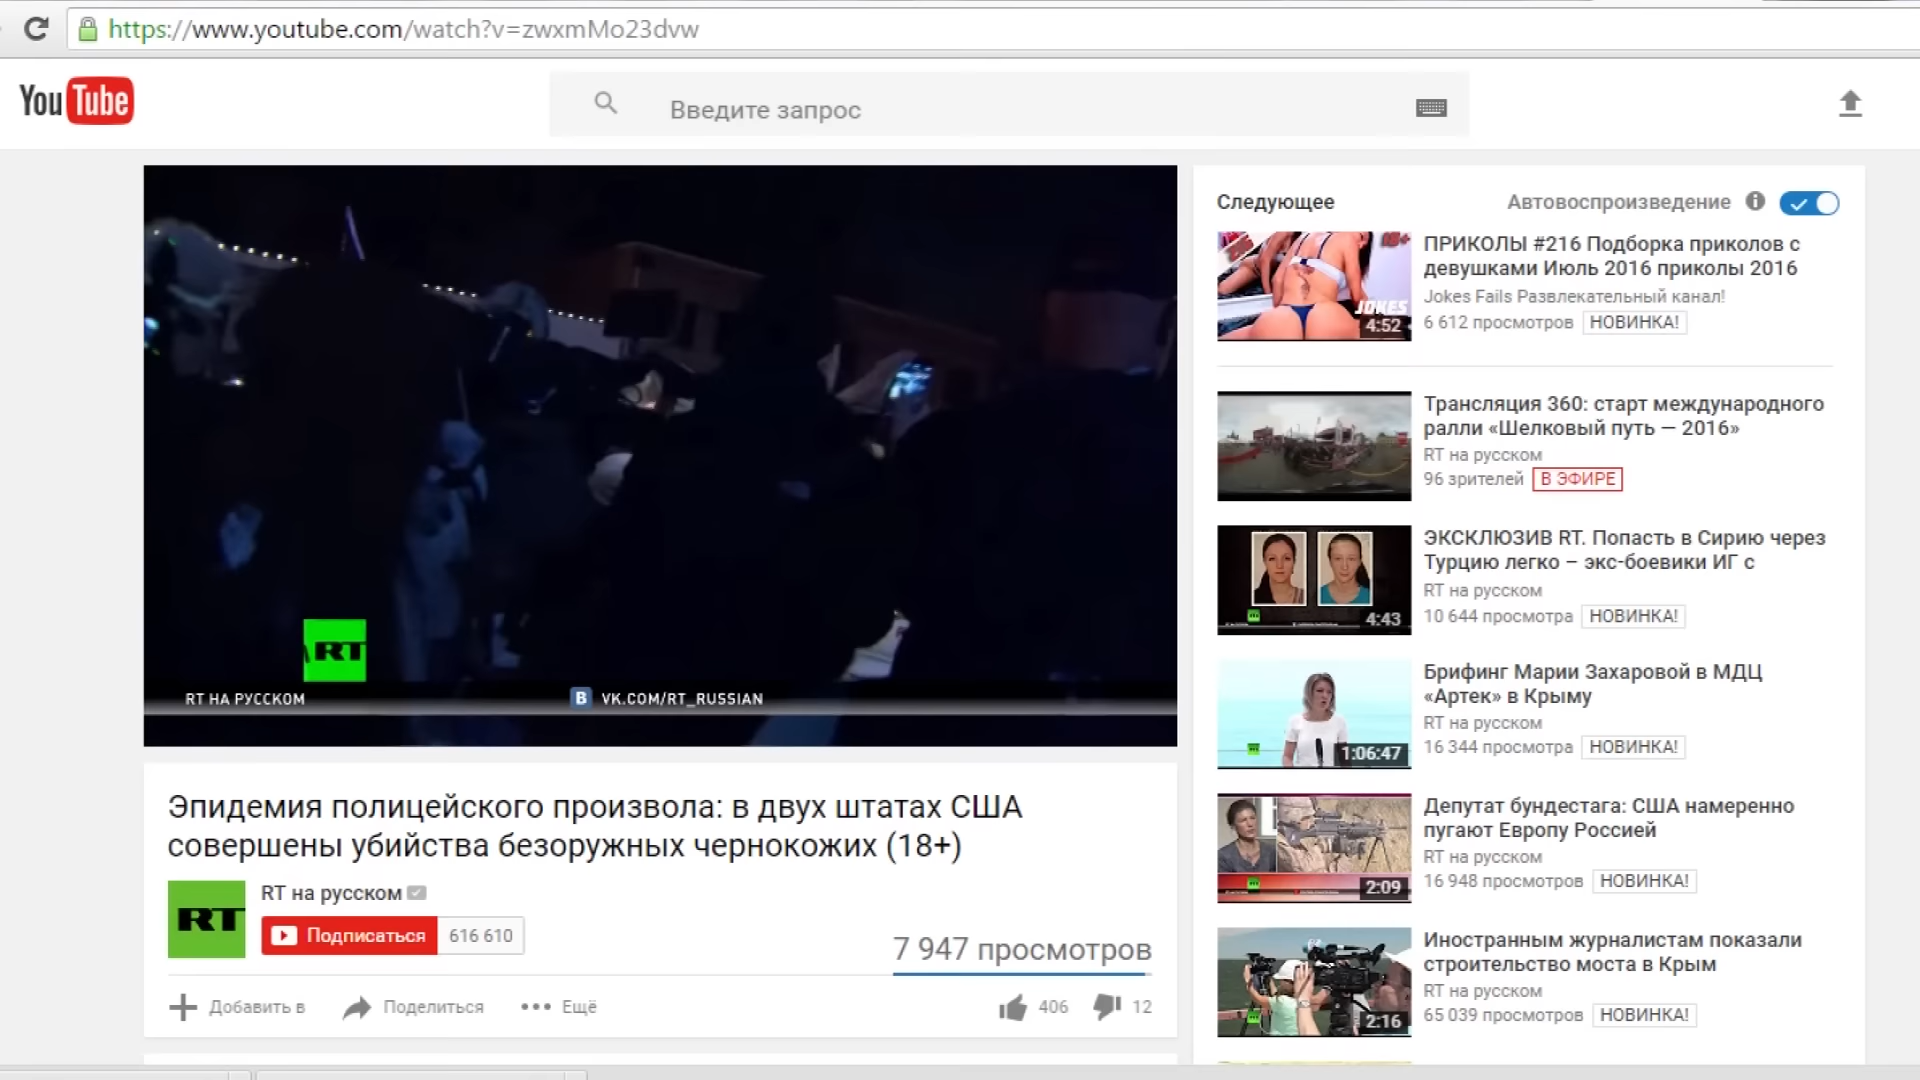 https://www.youtube.com/watch?v=zwxmMo23dvw
YouTube
Введите запрос
RT
RT НА РУССКОМ
В VK.COM/RT_RUSSIAN
Эпидемия полицейского произвола: в двух штатах США
совершены убийства безоружных чернокожих (18+)
RT
RT на русском
Подписаться 616 610
7 947 просмотров
Добавить в Поделиться Ещё 406 12
Следующее Автовоспроизведение
18+
JOKES
4:52
ПРИКОЛЫ #216 Подборка приколов с
девушками Июль 2016 приколы 2016
Jokes Fails Развлекательный канал!
6 612 просмотров НОВИНКА!
Трансляция 360: старт международного
ралли «Шелковый путь — 2016»
RT на русском
96 зрителей В ЭФИРЕ
4:43
ЭКСКЛЮЗИВ RT. Попасть в Сирию через
Турцию легко – экс-боевики ИГ с
RT на русском
10 644 просмотра НОВИНКА!
1:06:47
Брифинг Марии Захаровой в МДЦ
«Артек» в Крыму
RT на русском
16 344 просмотра НОВИНКА!
2:09
Депутат бундестага: США намеренно
пугают Европу Россией
RT на русском
16 948 просмотров НОВИНКА!
2:16
Иностранным журналистам показали
строительство моста в Крым
RT на русском
65 039 просмотров НОВИНКА!